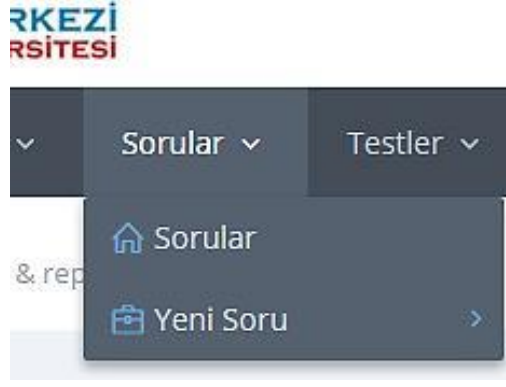 RKEZİ
RSİTESİ
Sorular Testler
Sorular
& rep
Yeni Soru